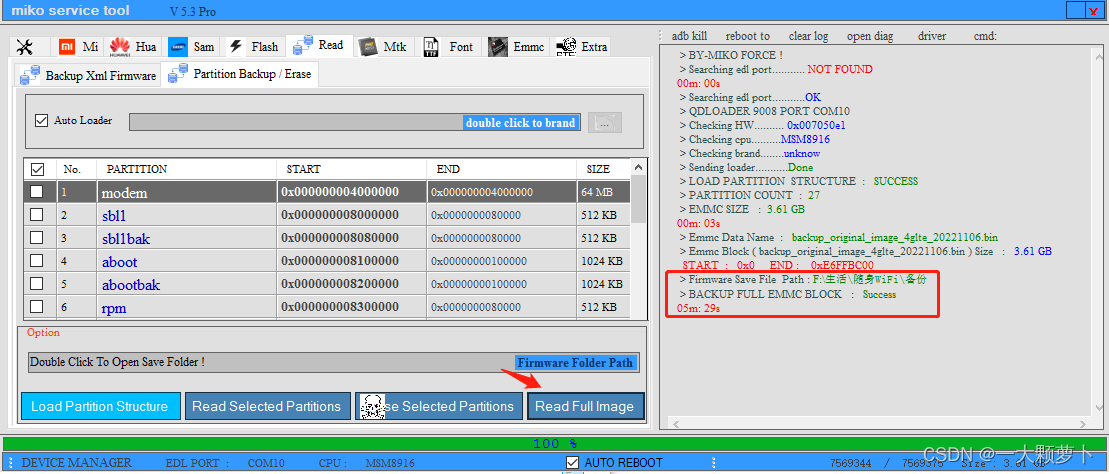 miko service tool V 5.3 Pro X
Mi Hua Sam Flash Read Mtk Font Emmc Extra
Backup Xml Firmware Partition Backup / Erase
Auto Loader double click to brand ...
No. PARTITION START END SIZE
1 modem 0x000000004000000 0x000000004000000 64 MB
2 sbl1 0x000000008000000 0x0000000080000 512 KB
3 sbl1bak 0x000000008080000 0x0000000080000 512 KB
4 aboot 0x000000008100000 0x0000000100000 1024 KB
5 abootbak 0x000000008200000 0x0000000100000 1024 KB
6 rpm 0x000000008300000 0x0000000080000 512 KB
Option
Double Click To Open Save Folder ! Firmware Folder Path
Load Partition Structure Read Selected Partitions se Selected Partitions Read Full Image
adb kill reboot to clear log open diag driver cmd:
> BY-MIKO FORCE !
> Searching edl port........... NOT FOUND
00m: 00s
> Searching edl port...........OK
> QDLOADER 9008 PORT COM10
> Checking HW.......... 0x007050e1
> Checking cpu..........MSM8916
> Checking brand........unknow
> Sending loader...........Done
> LOAD PARTITION STRUCTURE : SUCCESS
> PARTITION COUNT : 27
> EMMC SIZE : 3.61 GB
00m: 03s
> Emmc Data Name : backup_original_image_4glte_20221106.bin
> Emmc Block ( backup_original_image_4glte_20221106.bin ) Size : 3.61 GB
START : 0x0 END : 0xE6FFBC00
> Firmware Save File Path : F:\生活\随身WiFi\备份
> BACKUP FULL EMMC BLOCK : Success
05m: 29s
100 %
DEVICE MANAGER EDL PORT : COM10 CPU : MSM8916 AUTO REBOOT 7569344 / 7569375 Size : 3.61 GB
CSDN @一大颗萝卜